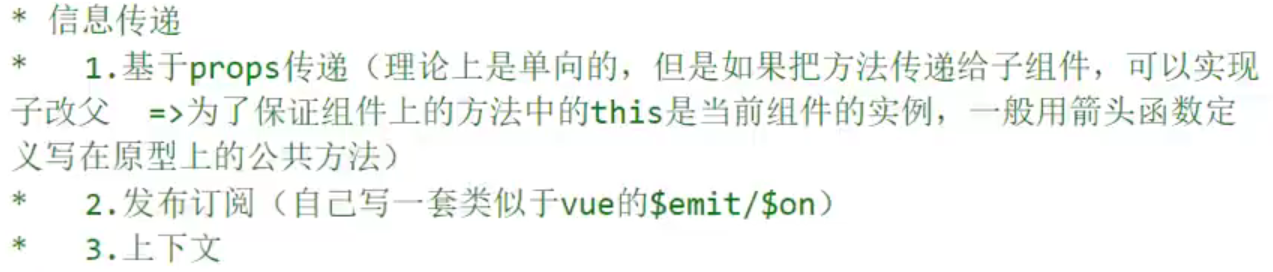 * 信息传递
* 1.基于props传递（理论上是单向的，但是如果把方法传递给子组件，可以实现
子改父 =>为了保证组件上的方法中的this是当前组件的实例，一般用箭头函数定
义写在原型上的公共方法）
* 2.发布订阅（自己写一套类似于vue的$emit/$on）
* 3.上下文